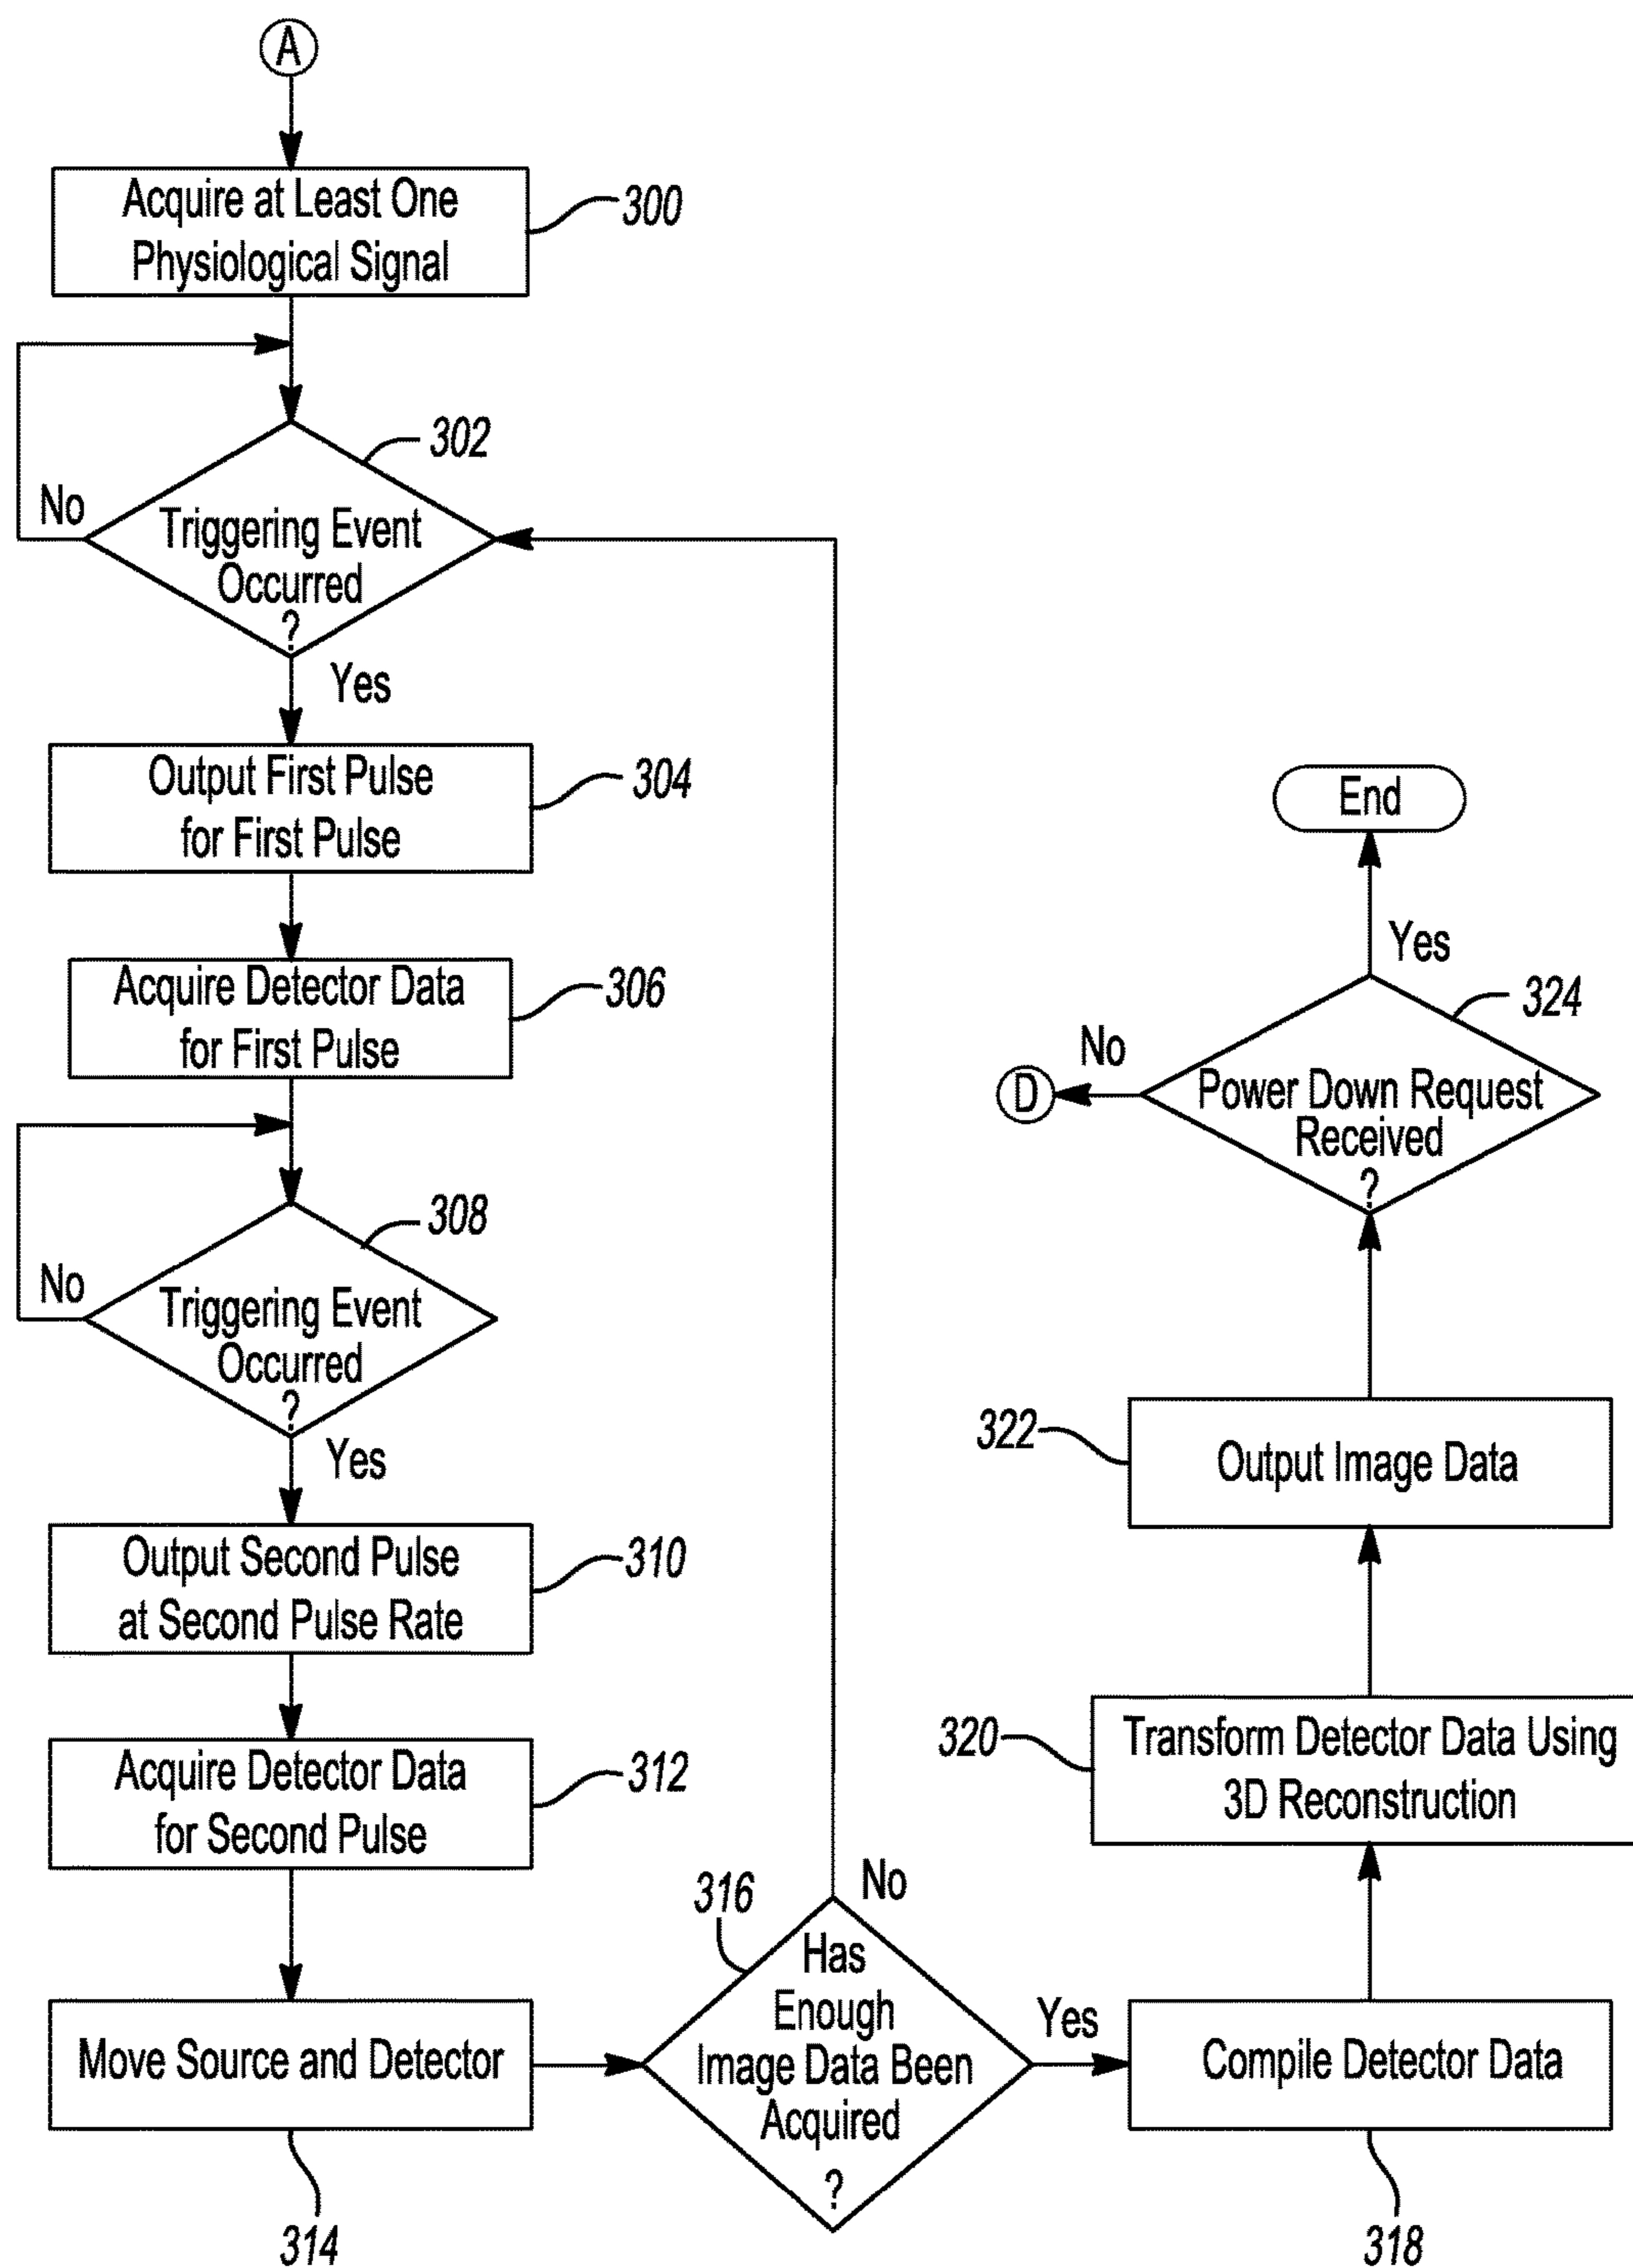 A
Acquire at Least One
Physiological Signal
300
302
No
Triggering Event
Occurred
?
Yes
Output First Pulse
for First Pulse
304
Acquire Detector Data
for First Pulse
306
308
No
Triggering Event
Occurred
?
Yes
Output Second Pulse
at Second Pulse Rate
310
Acquire Detector Data
for Second Pulse
312
Move Source and Detector
314
316
No
Has
Enough
Image Data Been
Acquired
?
Yes
Compile Detector Data
318
320
Transform Detector Data Using
3D Reconstruction
322
Output Image Data
324
Power Down Request
Received
?
No
D
Yes
End